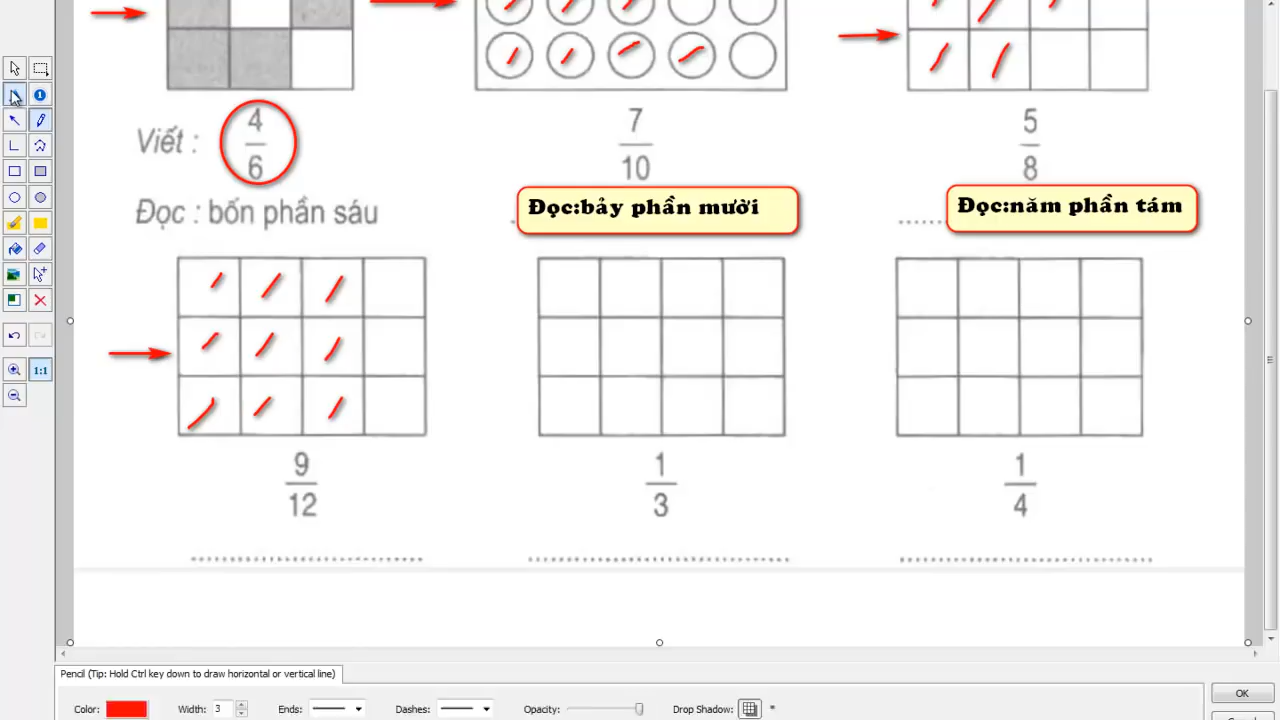 Viết :
4
6
7
10
5
8
Đọc : bốn phần sáu
Đọc:bảy phần mười
Đọc:năm phần tám
9
12
1
3
1
4
1:1
Pencil (Tip: Hold Ctrl key down to draw horizontal or vertical line)
Color:
Width: 3
Ends:
Dashes:
Opacity:
Drop Shadow:
OK